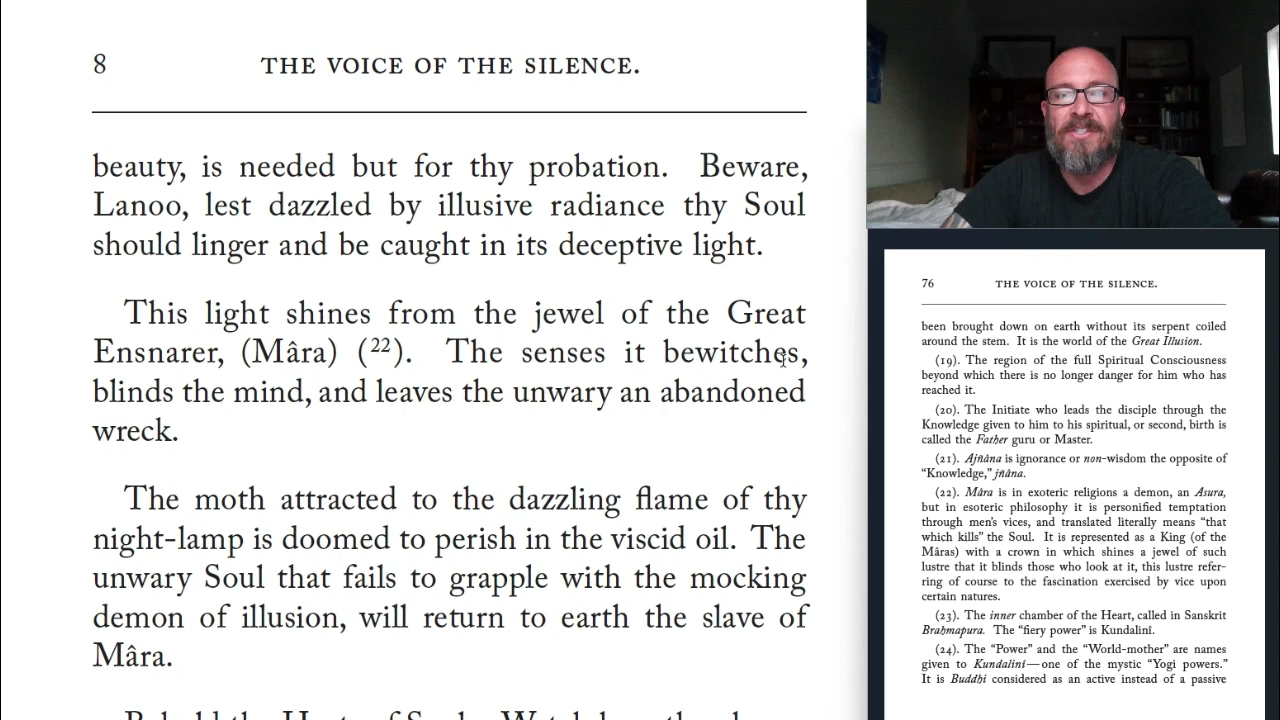 8 THE VOICE OF THE SILENCE.
beauty, is needed but for thy probation. Beware,
Lanoo, lest dazzled by illusive radiance thy Soul
should linger and be caught in its deceptive light.
This light shines from the jewel of the Great
Ensnarer, (Mâra) (²²). The senses it bewitches,
blinds the mind, and leaves the unwary an abandoned
wreck.
The moth attracted to the dazzling flame of thy
night-lamp is doomed to perish in the viscid oil. The
unwary Soul that fails to grapple with the mocking
demon of illusion, will return to earth the slave of
Mâra.
76 THE VOICE OF THE SILENCE.
been brought down on earth without its serpent coiled
around the stem. It is the world of the Great Illusion.
(19). The region of the full Spiritual Consciousness
beyond which there is no longer danger for him who has
reached it.
(20). The Initiate who leads the disciple through the
Knowledge given to him to his spiritual, or second, birth is
called the Father guru or Master.
(21). Ajñâna is ignorance or non-wisdom the opposite of
“Knowledge,” jñâna.
(22). Mâra is in exoteric religions a demon, an Asura,
but in esoteric philosophy it is personified temptation
through men’s vices, and translated literally means “that
which kills” the Soul. It is represented as a King (of the
Mâras) with a crown in which shines a jewel of such
lustre that it blinds those who look at it, this lustre refer-
ring of course to the fascination exercised by vice upon
certain natures.
(23). The inner chamber of the Heart, called in Sanskrit
Brahmapura. The “fiery power” is Kundalinî.
(24). The “Power” and the “World-mother” are names
given to Kundalinî—one of the mystic “Yogi powers.”
It is Buddhi considered as an active instead of a passive